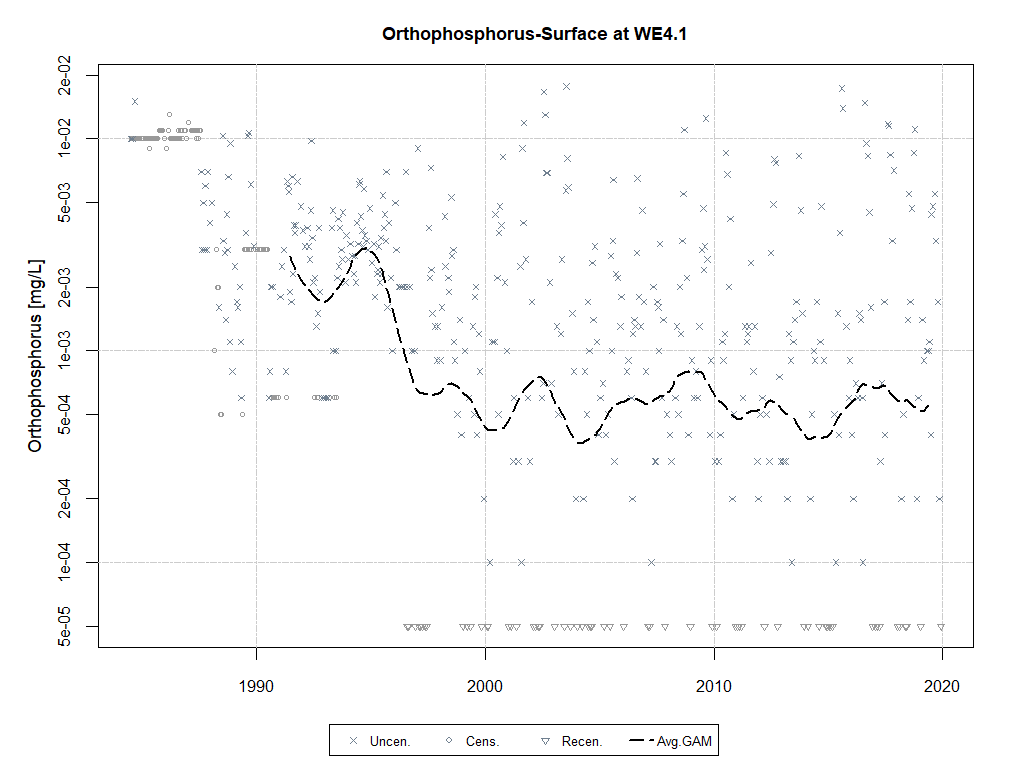 Orthophosphorus-Surface at WE4.1
Orthophosphorus [mg/L]
2e-02
1e-02
5e-03
2e-03
1e-03
5e-04
2e-04
1e-04
5e-05
1990 2000 2010 2020
Uncen. Cens. Recen. Avg.GAM